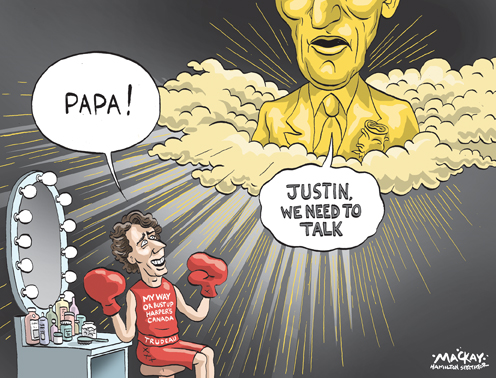 PAPA!
JUSTIN,
WE NEED TO
TALK
MY WAY
OR BUST UP
HARPER'S
CANADA
TRUDEAU
MACKAY
HAMILTON SPECTATOR